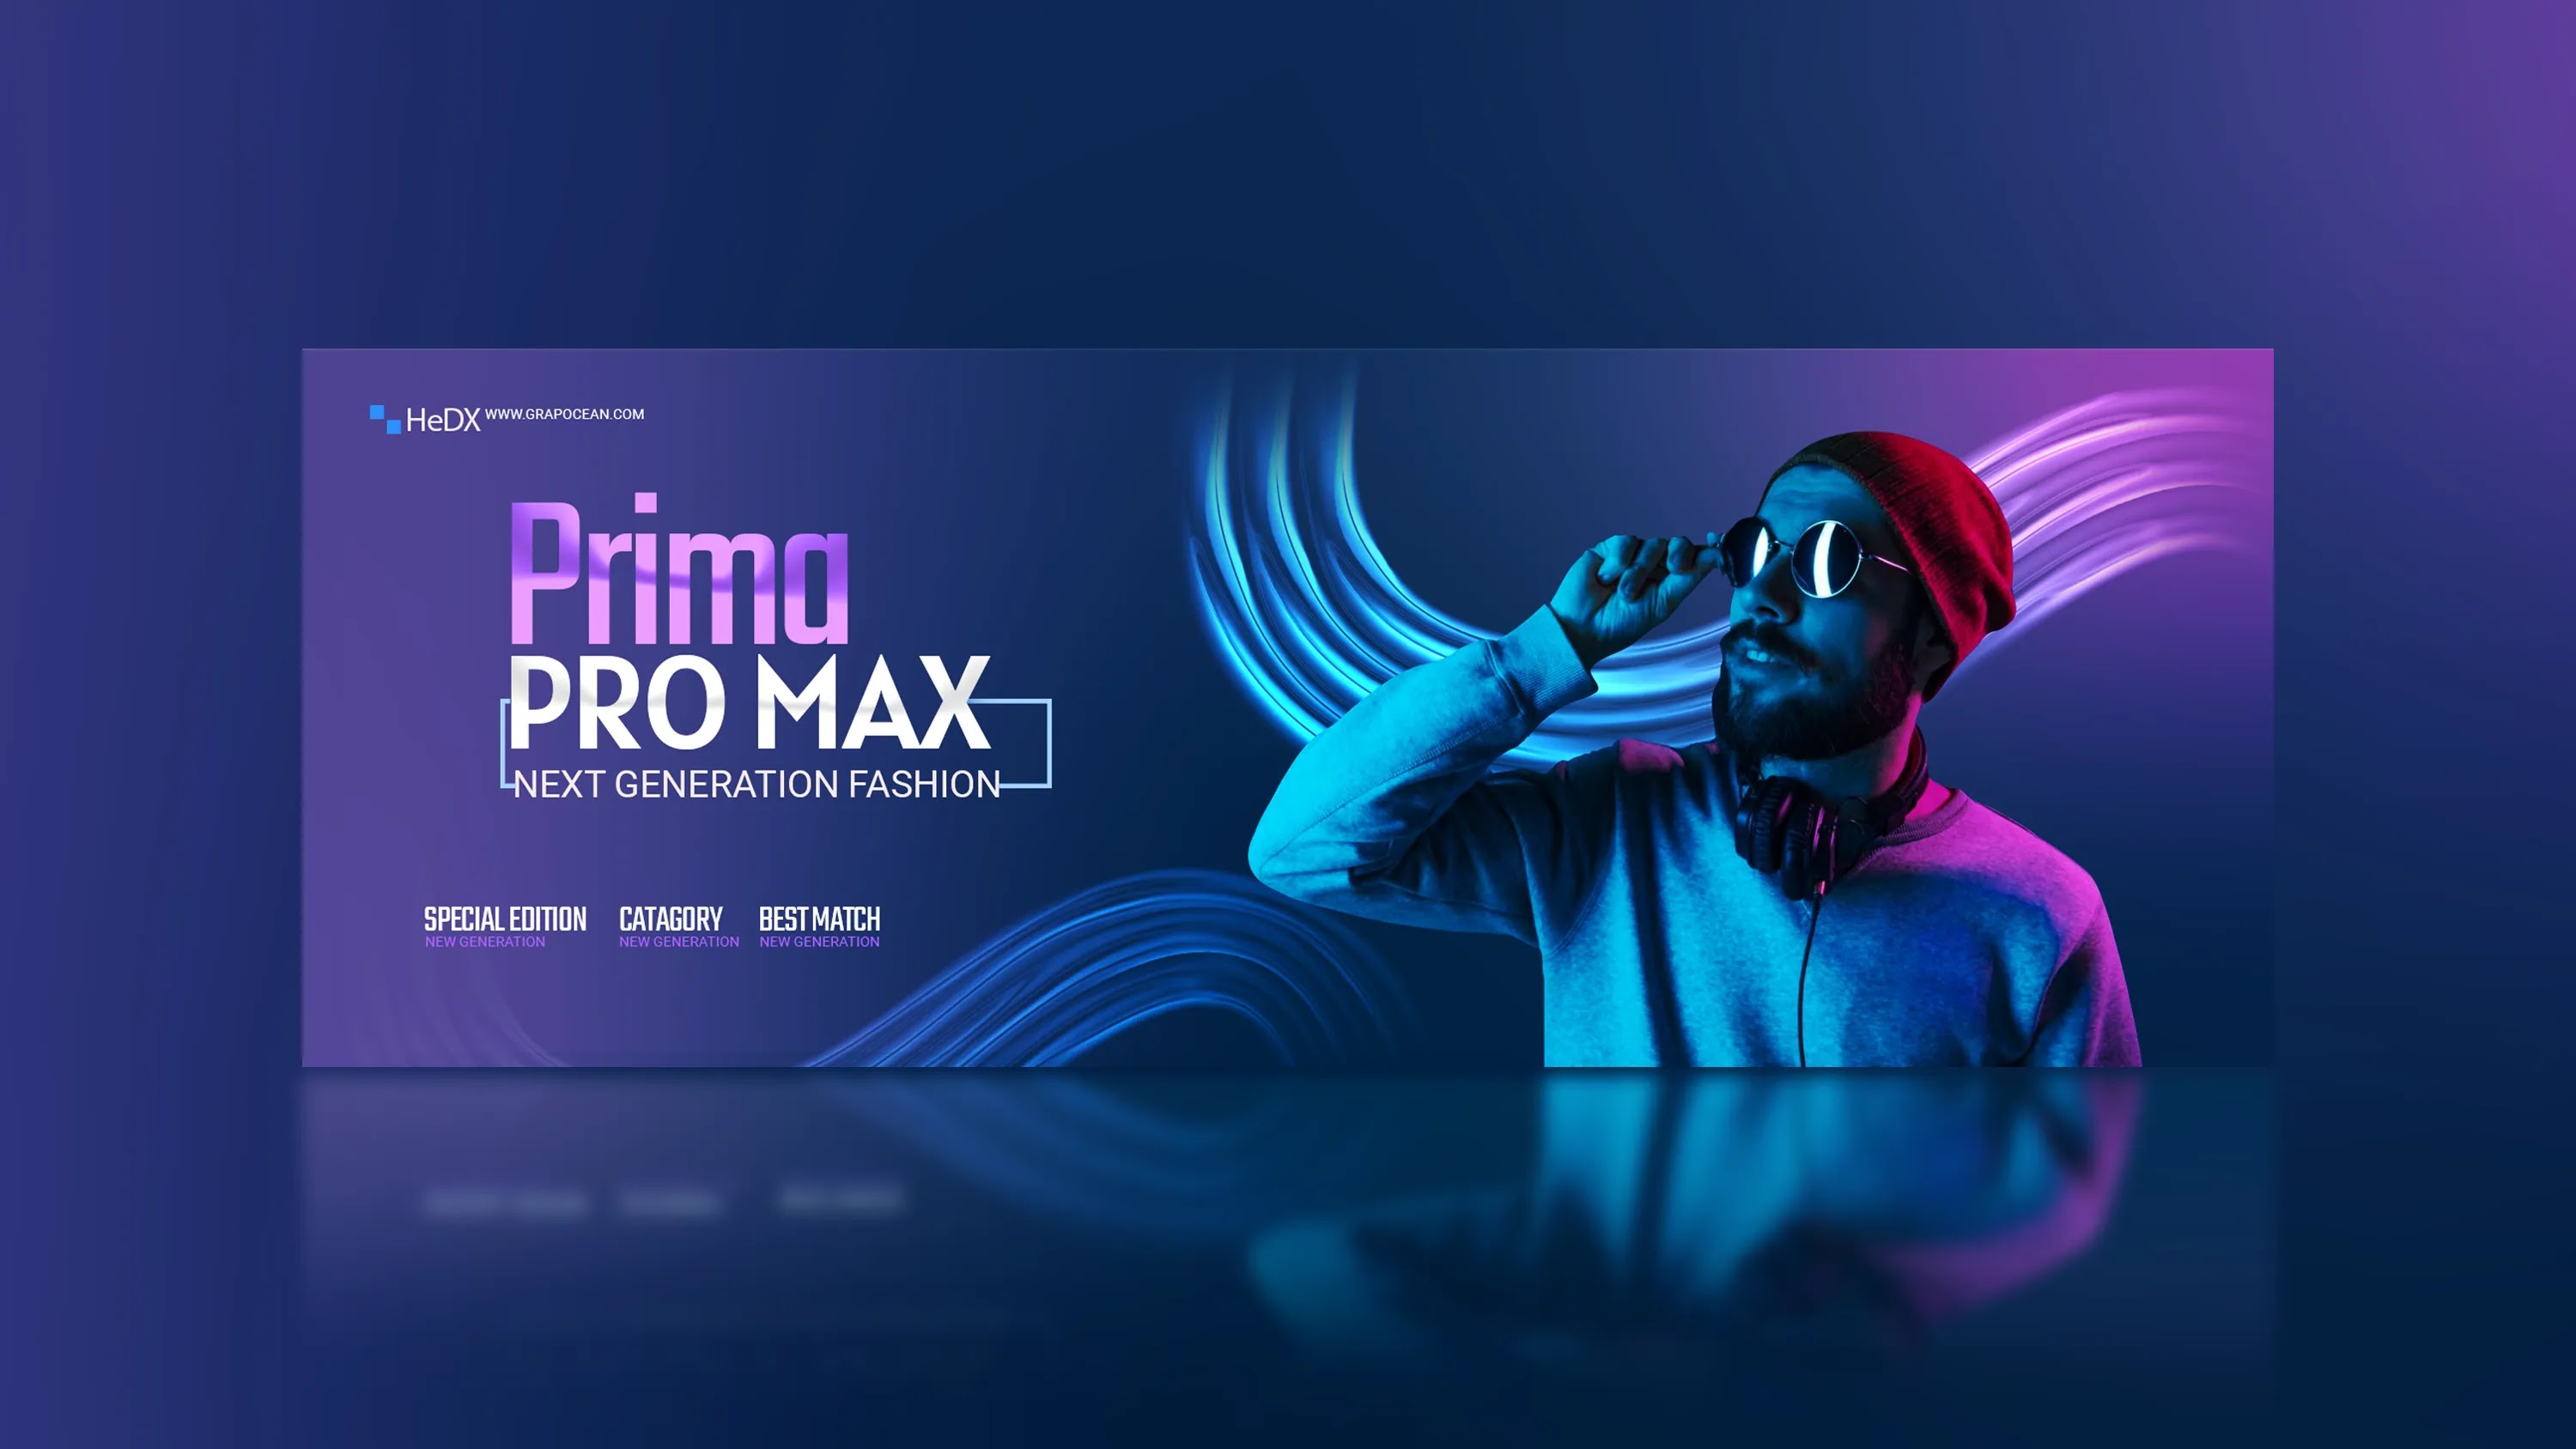 HeDX WWW.GRAPOCEAN.COM
Prima
PRO MAX
NEXT GENERATION FASHION
SPECIAL EDITION CATAGORY BEST MATCH
NEW GENERATION NEW GENERATION NEW GENERATION